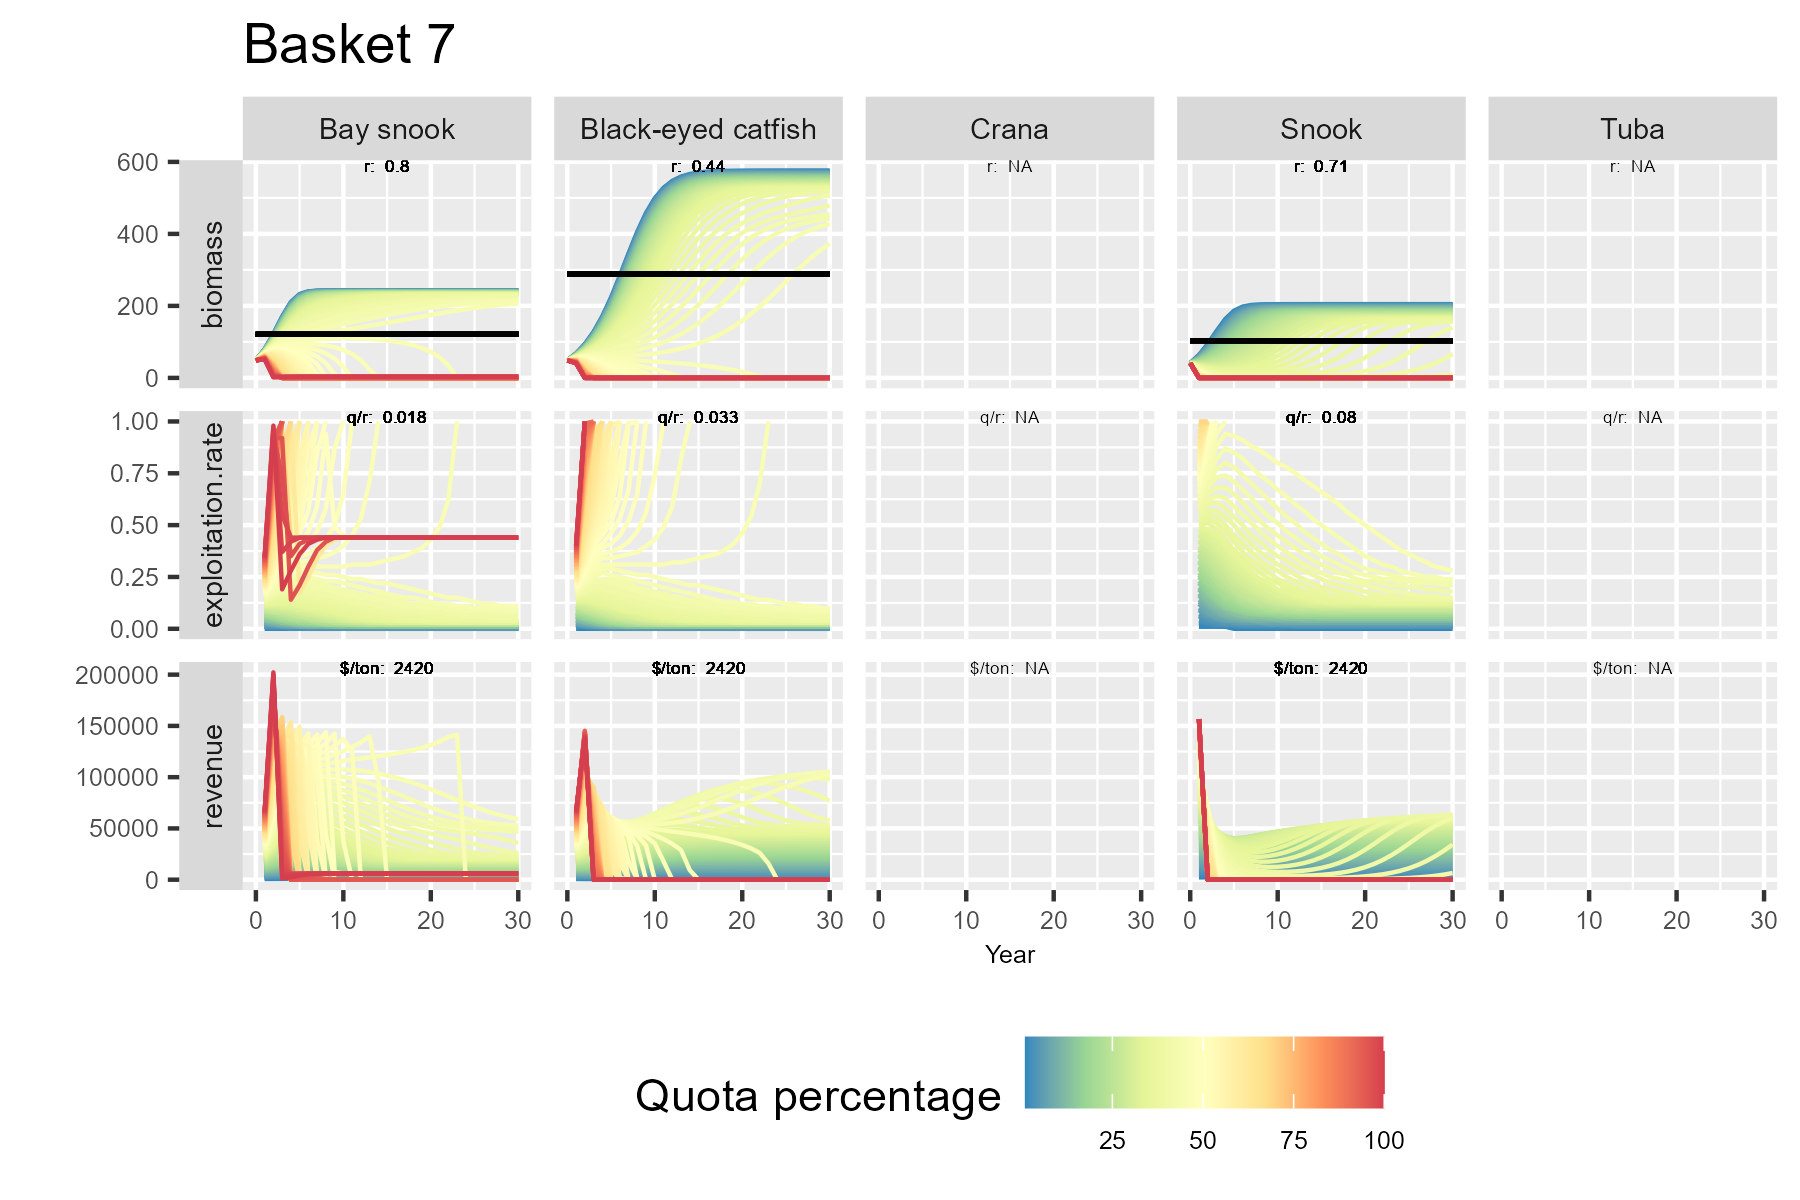 Basket 7
Bay snook Black-eyed catfish Crana Snook Tuba
r: 0.8 r: 0.44 r: NA r: 0.71 r: NA
600
400
200
0
biomass
q/r: 0.018 q/r: 0.033 q/r: NA q/r: 0.08 q/r: NA
1.00
0.75
0.50
0.25
0.00
exploitation.rate
$/ton: 2420 $/ton: 2420 $/ton: NA $/ton: 2420 $/ton: NA
200000
150000
100000
50000
0
revenue
0 10 20 30 0 10 20 30 0 10 20 30 0 10 20 30 0 10 20 30
Year
Quota percentage
25 50 75 100